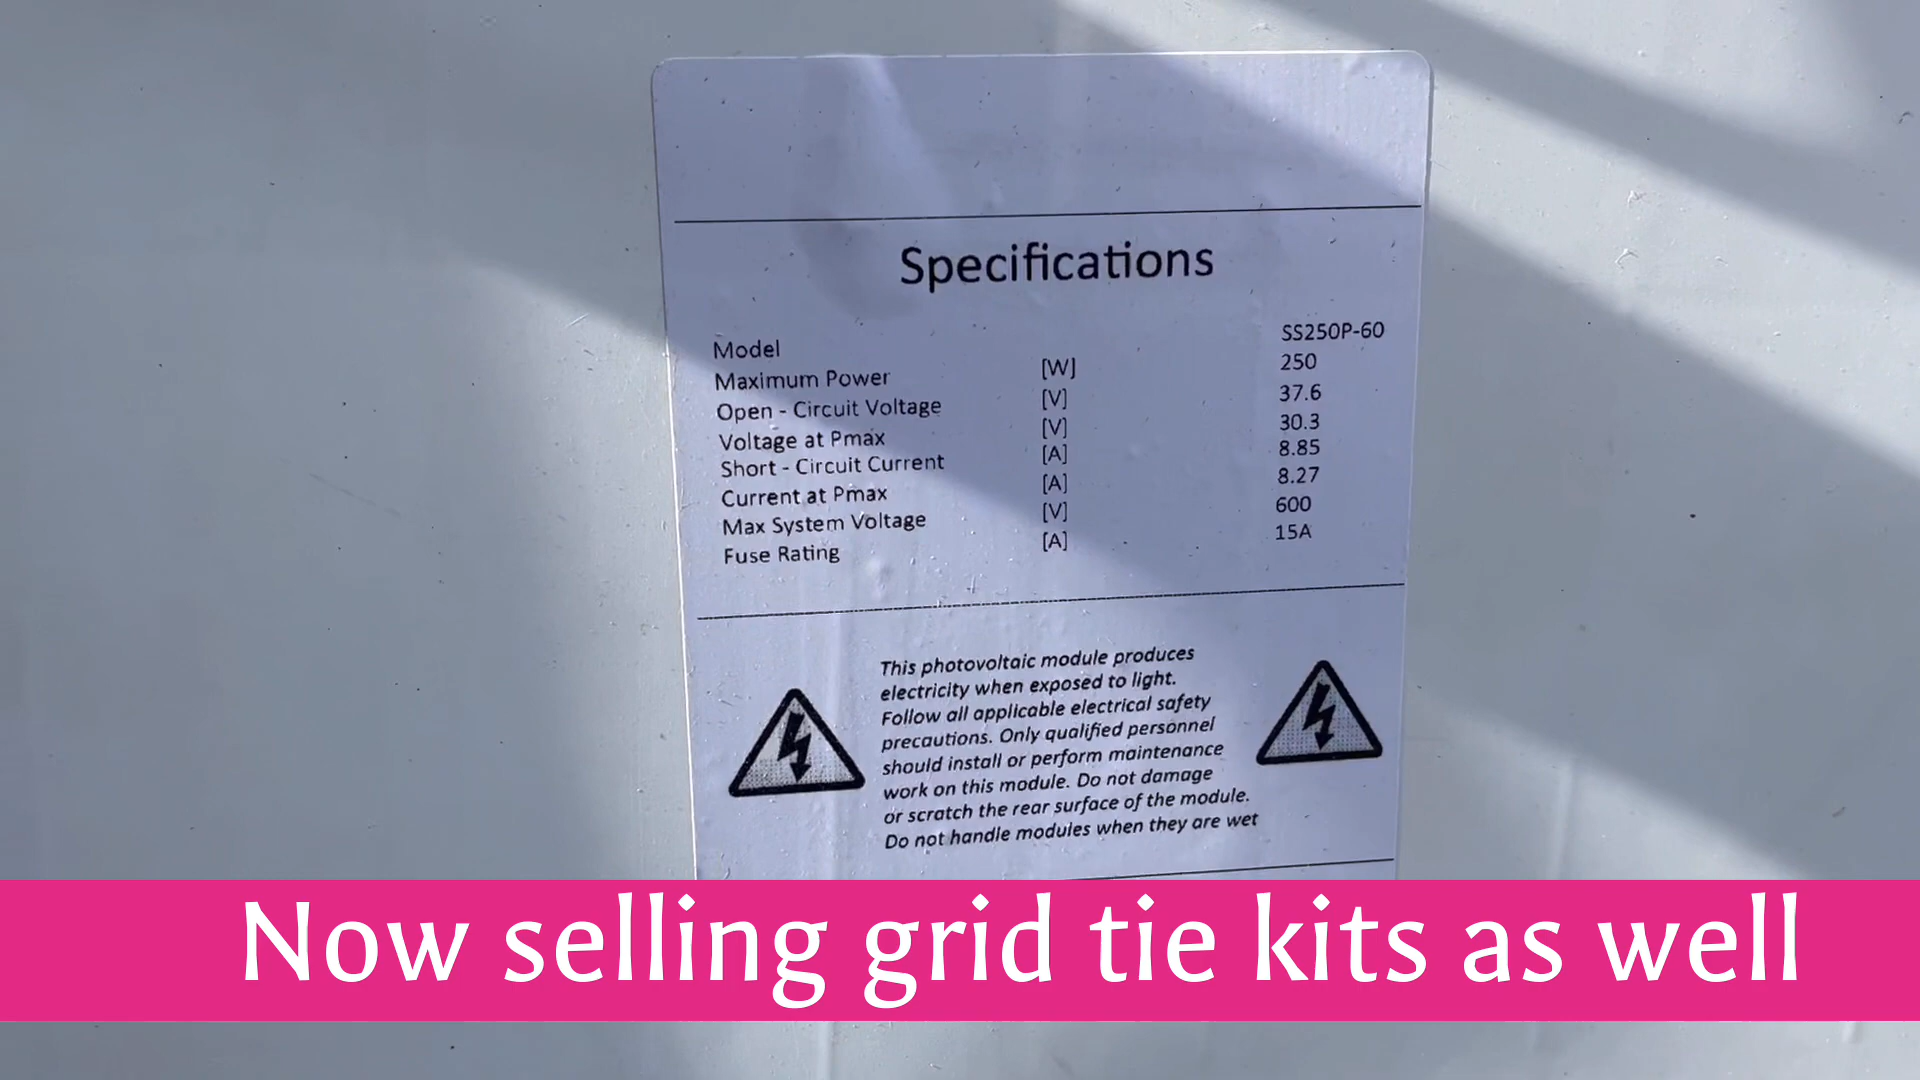 Specifications
Model SS250P-60
Maximum Power [W] 250
Open - Circuit Voltage [V] 37.6
Voltage at Pmax [V] 30.3
Short - Circuit Current [A] 8.85
Current at Pmax [A] 8.27
Max System Voltage [V] 600
Fuse Rating [A] 15A
This photovoltaic module produces
electricity when exposed to light.
Follow all applicable electrical safety
precautions. Only qualified personnel
should install or perform maintenance
work on this module. Do not damage
or scratch the rear surface of the module.
Do not handle modules when they are wet
Now selling grid tie kits as well